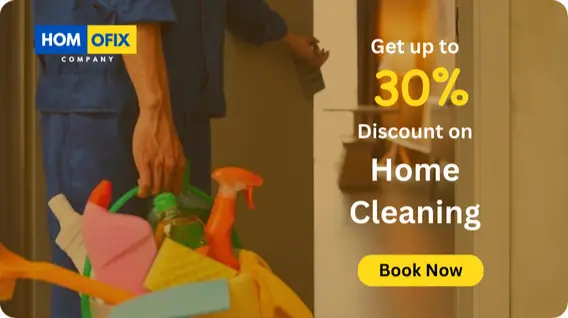 HOM OFIX
COMPANY
Get up to
30%
Discount on
Home
Cleaning
Book Now